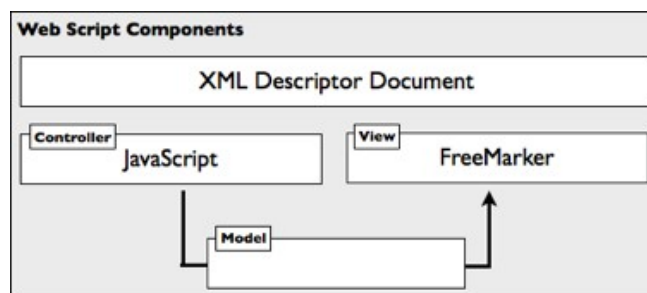 Web Script Components
XML Descriptor Document
Controller
JavaScript
View
FreeMarker
Model